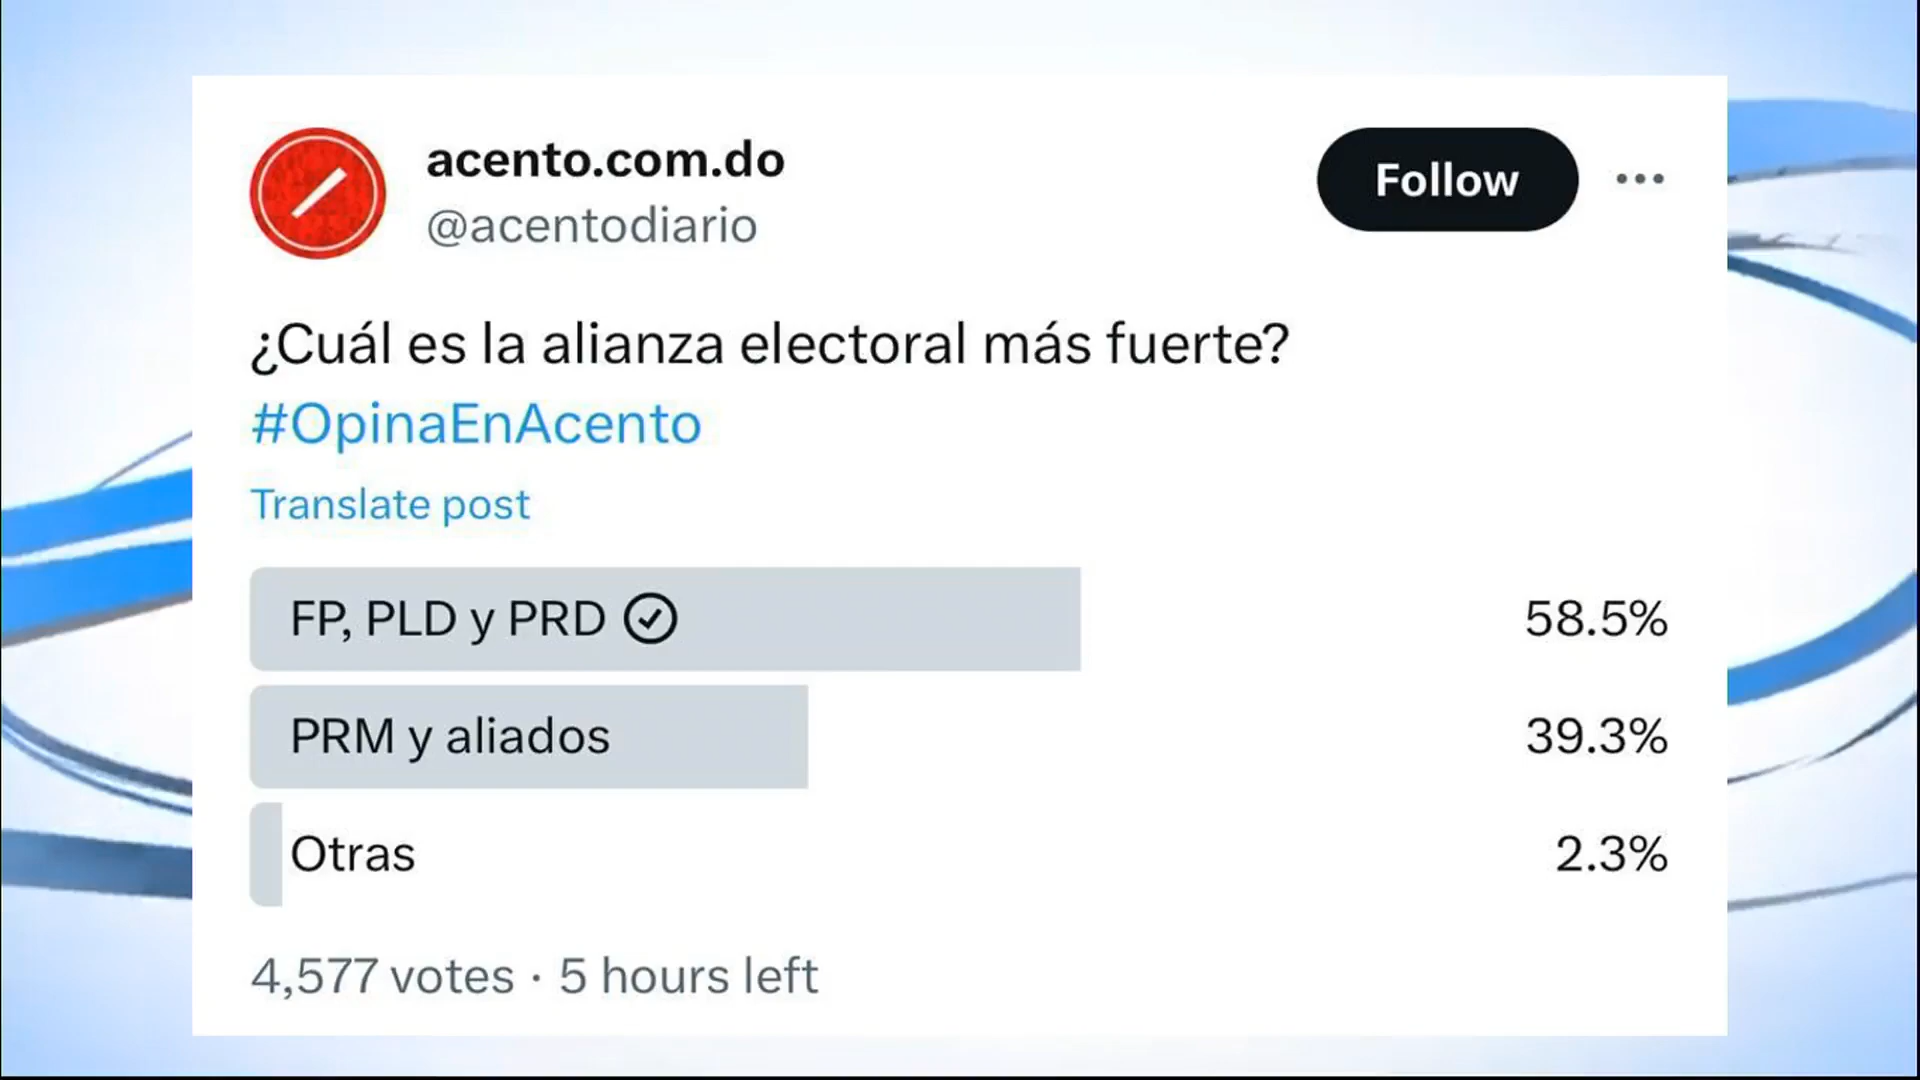 acento.com.do
@acentodiario
Follow
¿Cuál es la alianza electoral más fuerte?
#OpinaEnAcento
Translate post
FP, PLD y PRD 58.5%
PRM y aliados 39.3%
Otras 2.3%
4,577 votes · 5 hours left